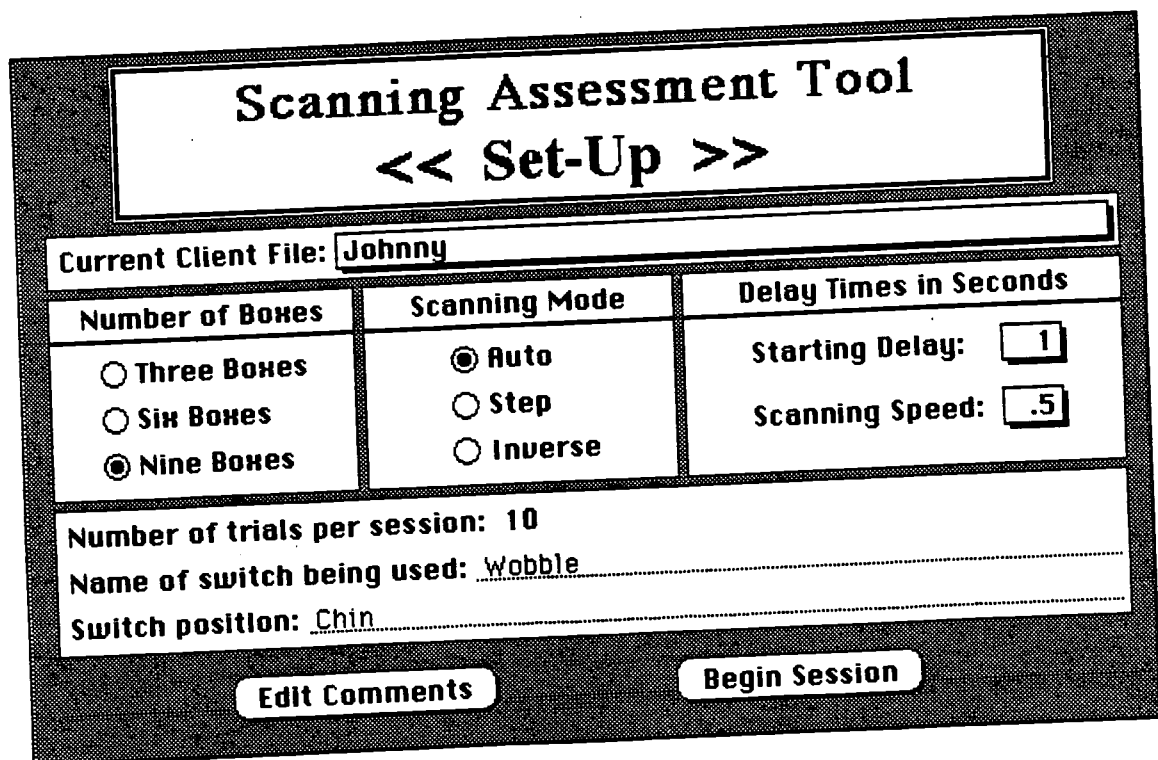 Scanning Assessment Tool
<< Set-Up >>
Current Client File: Johnny
Number of Boxes
Three Boxes
Six Boxes
Nine Boxes
Scanning Mode
Auto
Step
Inverse
Delay Times in Seconds
Starting Delay: 1
Scanning Speed: .5
Number of trials per session: 10
Name of switch being used: Wobble
Switch position: Chin
Edit Comments
Begin Session